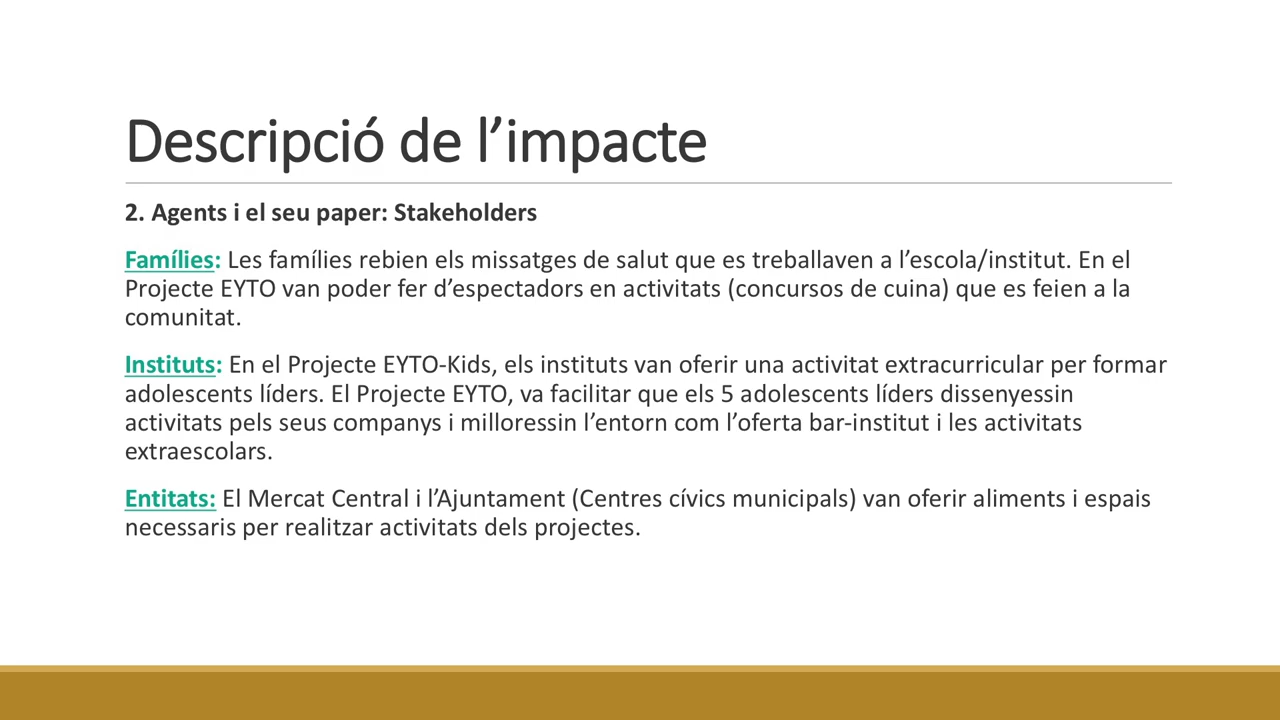 Descripció de l’impacte
2. Agents i el seu paper: Stakeholders
Famílies: Les famílies rebien els missatges de salut que es treballaven a l’escola/institut. En el
Projecte EYTO van poder fer d’espectadors en activitats (concursos de cuina) que es feien a la
comunitat.
Instituts: En el Projecte EYTO-Kids, els instituts van oferir una activitat extracurricular per formar
adolescents líders. El Projecte EYTO, va facilitar que els 5 adolescents líders dissenyessin
activitats pels seus companys i milloressin l’entorn com l’oferta bar-institut i les activitats
extraescolars.
Entitats: El Mercat Central i l’Ajuntament (Centres cívics municipals) van oferir aliments i espais
necessaris per realitzar activitats dels projectes.